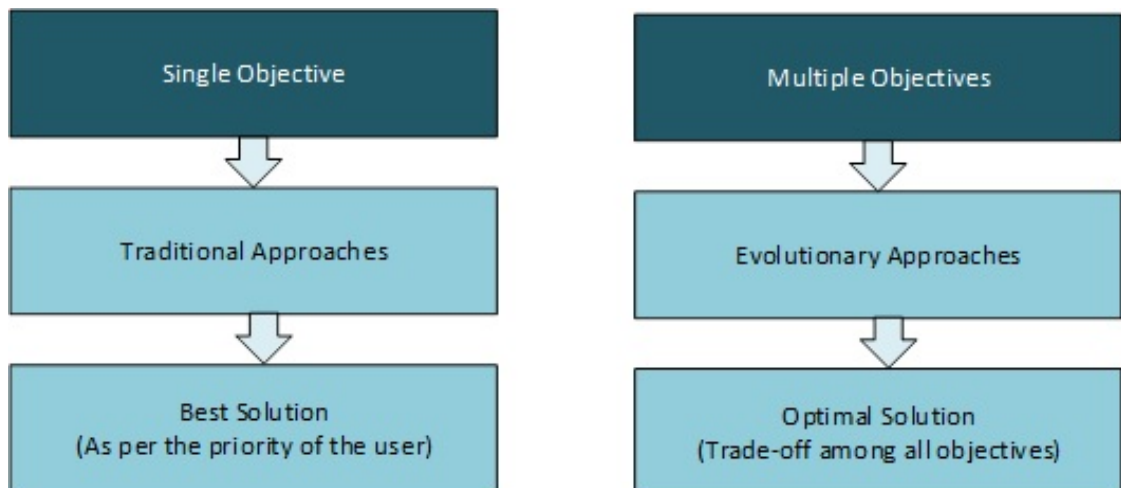 Single Objective
Traditional Approaches
Best Solution
(As per the priority of the user)
Multiple Objectives
Evolutionary Approaches
Optimal Solution
(Trade-off among all objectives)